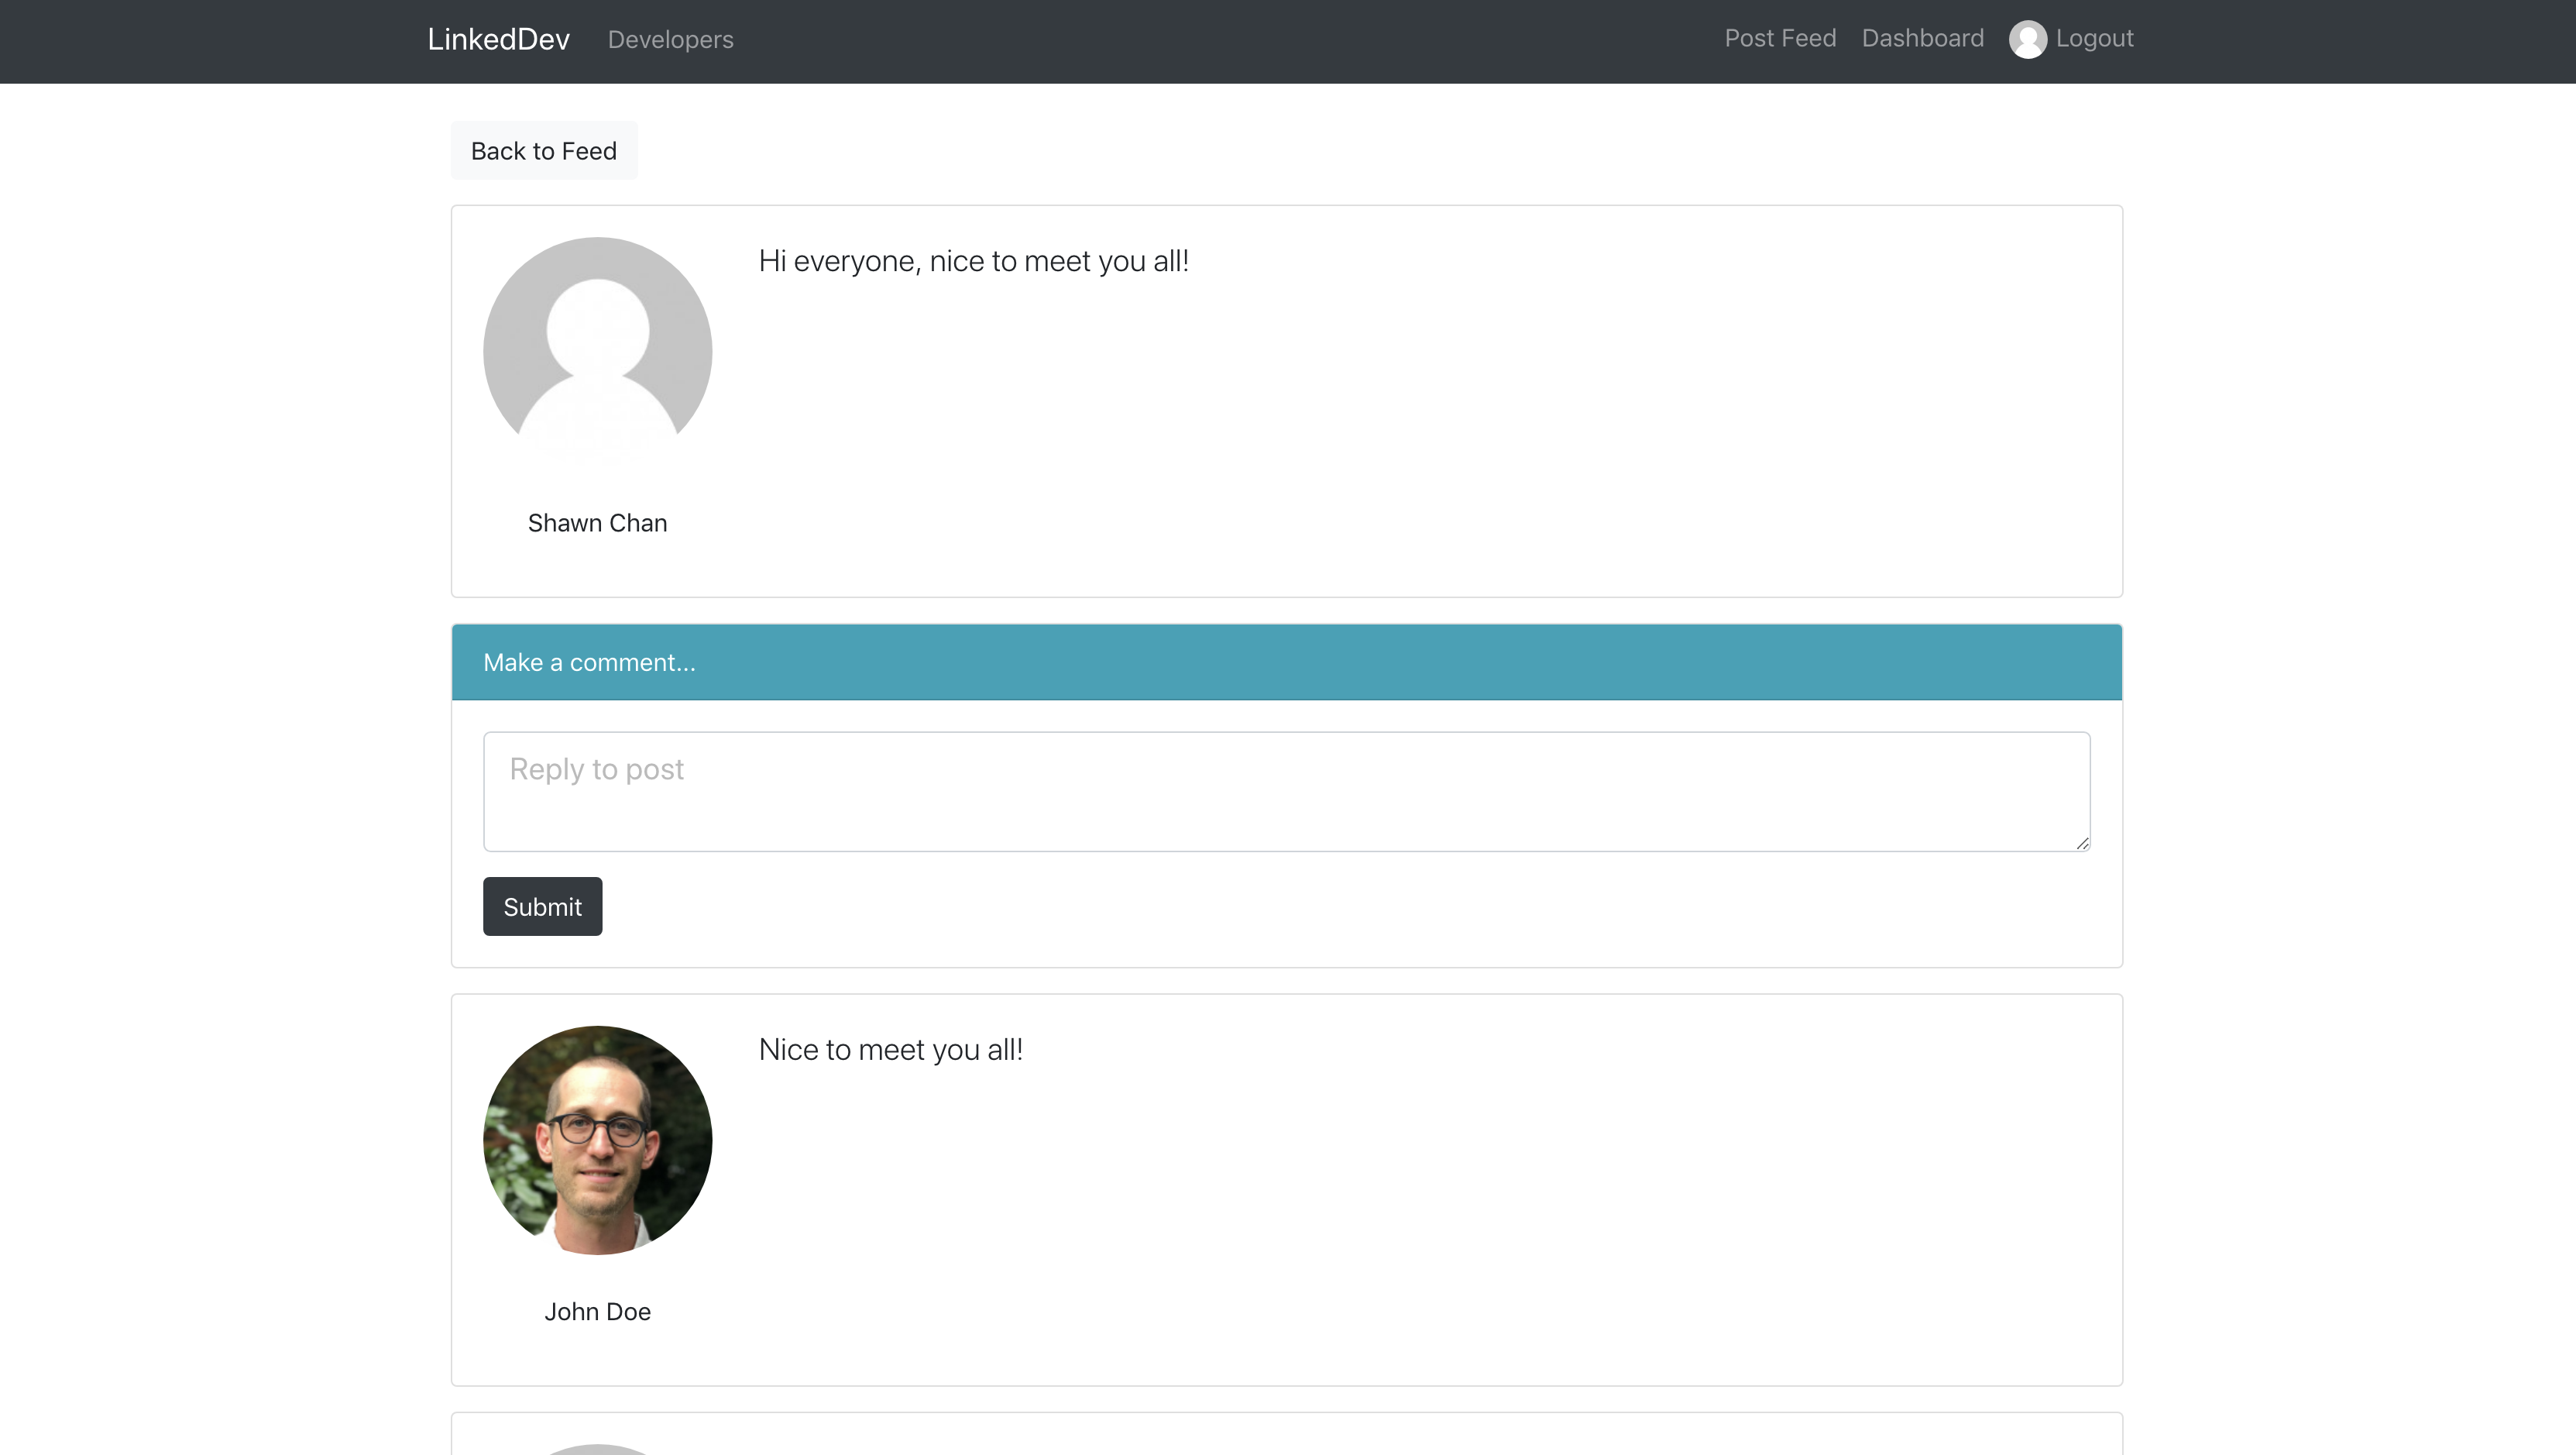 LinkedDev Developers Post Feed Dashboard Logout
Back to Feed
Hi everyone, nice to meet you all!
Shawn Chan
Make a comment...
Reply to post
Submit
Nice to meet you all!
John Doe